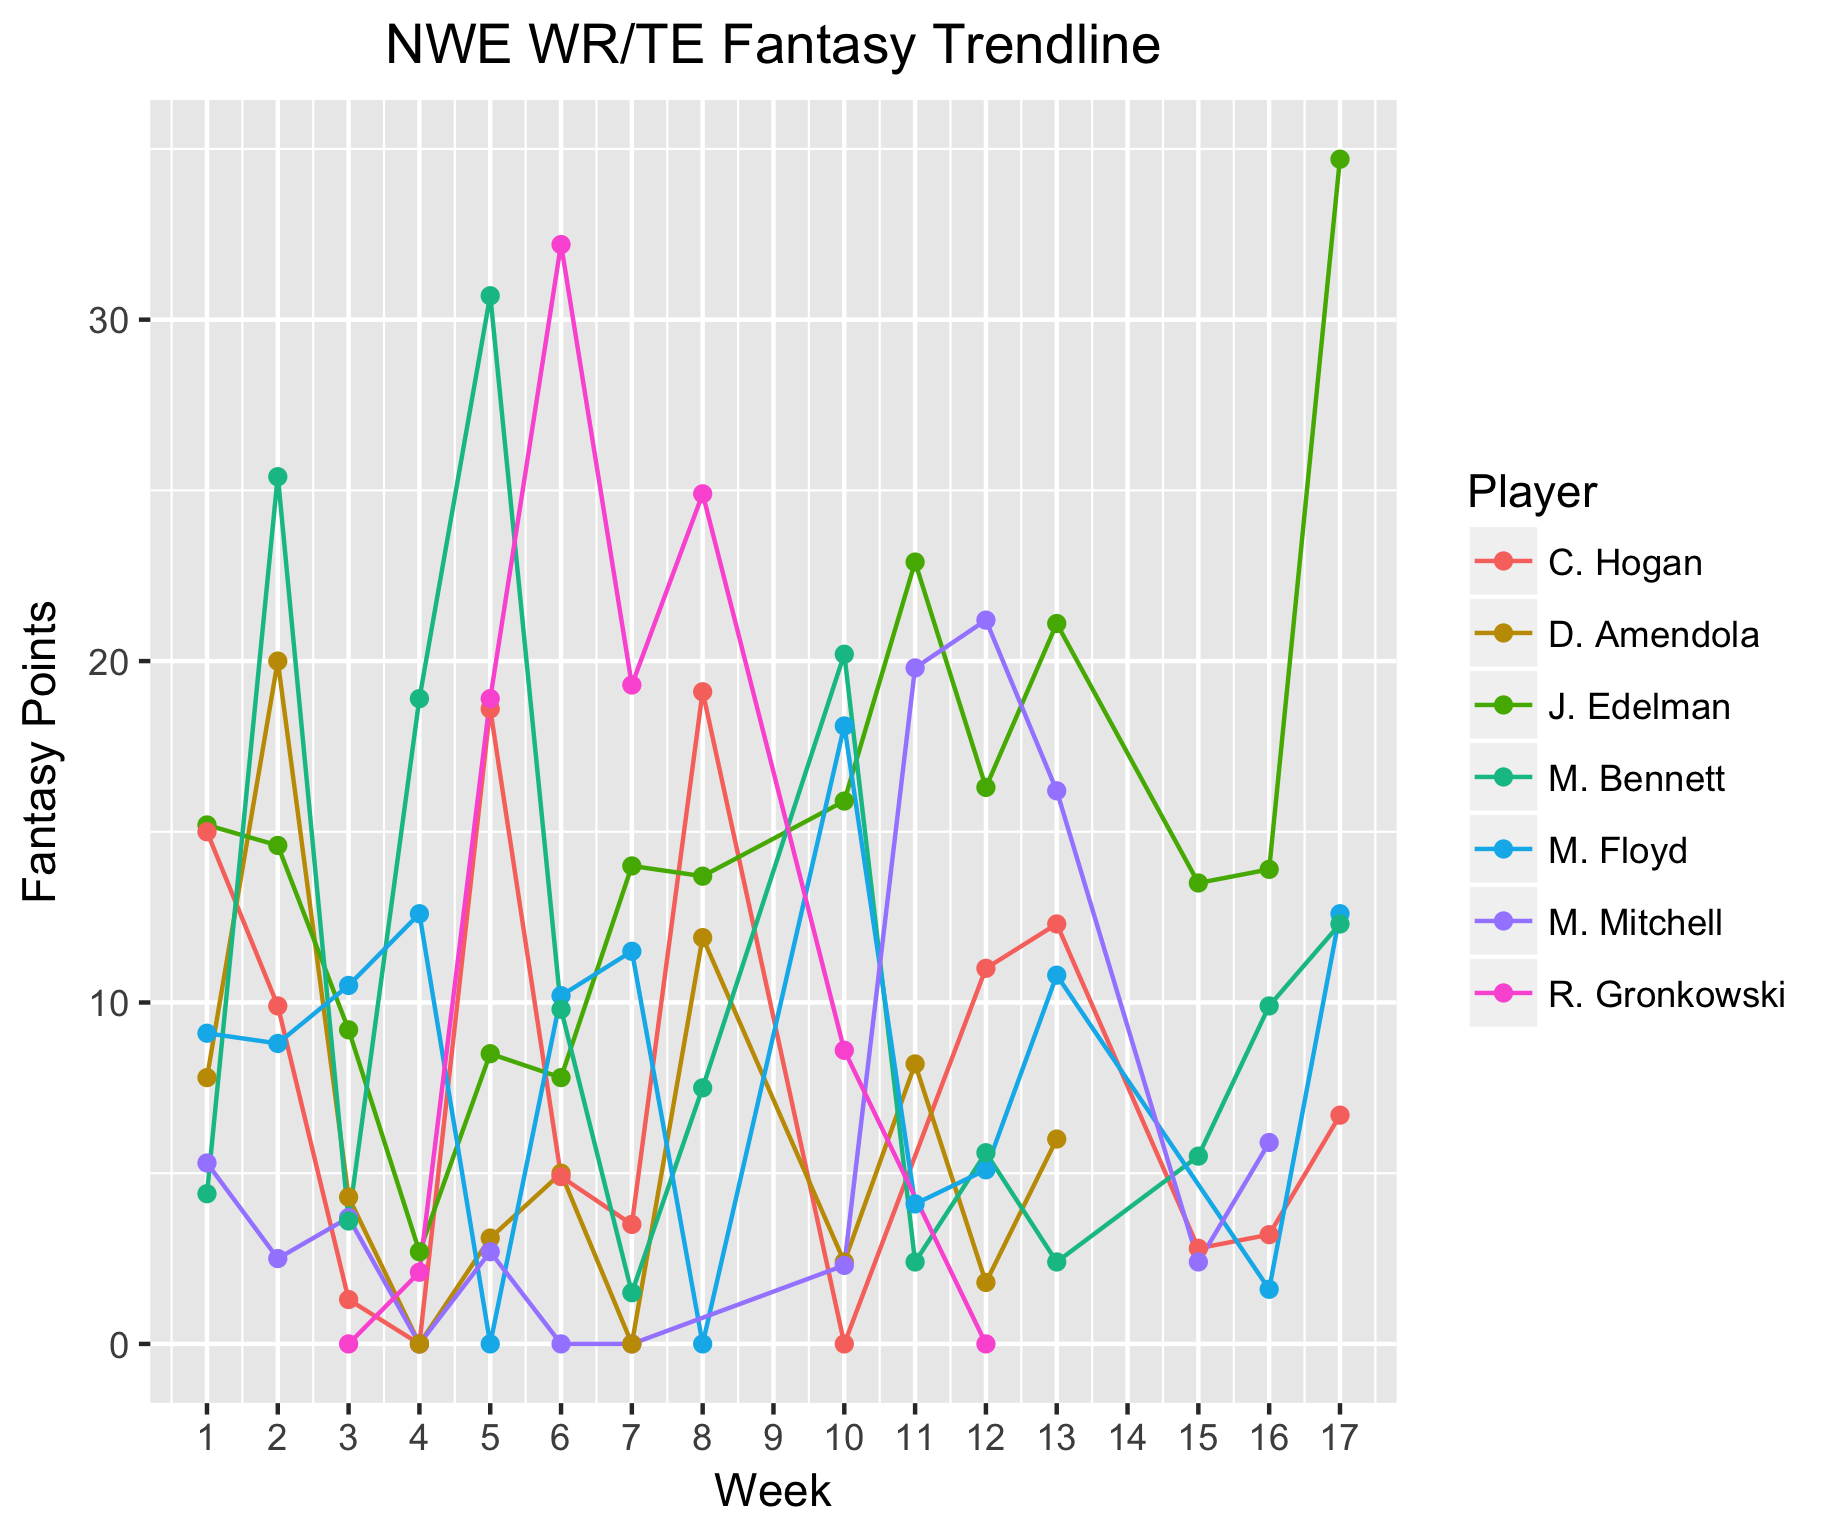 NWE WR/TE Fantasy Trendline
30
20
10
0
Fantasy Points
1 2 3 4 5 6 7 8 9 10 11 12 13 14 15 16 17
Week
Player
C. Hogan
D. Amendola
J. Edelman
M. Bennett
M. Floyd
M. Mitchell
R. Gronkowski